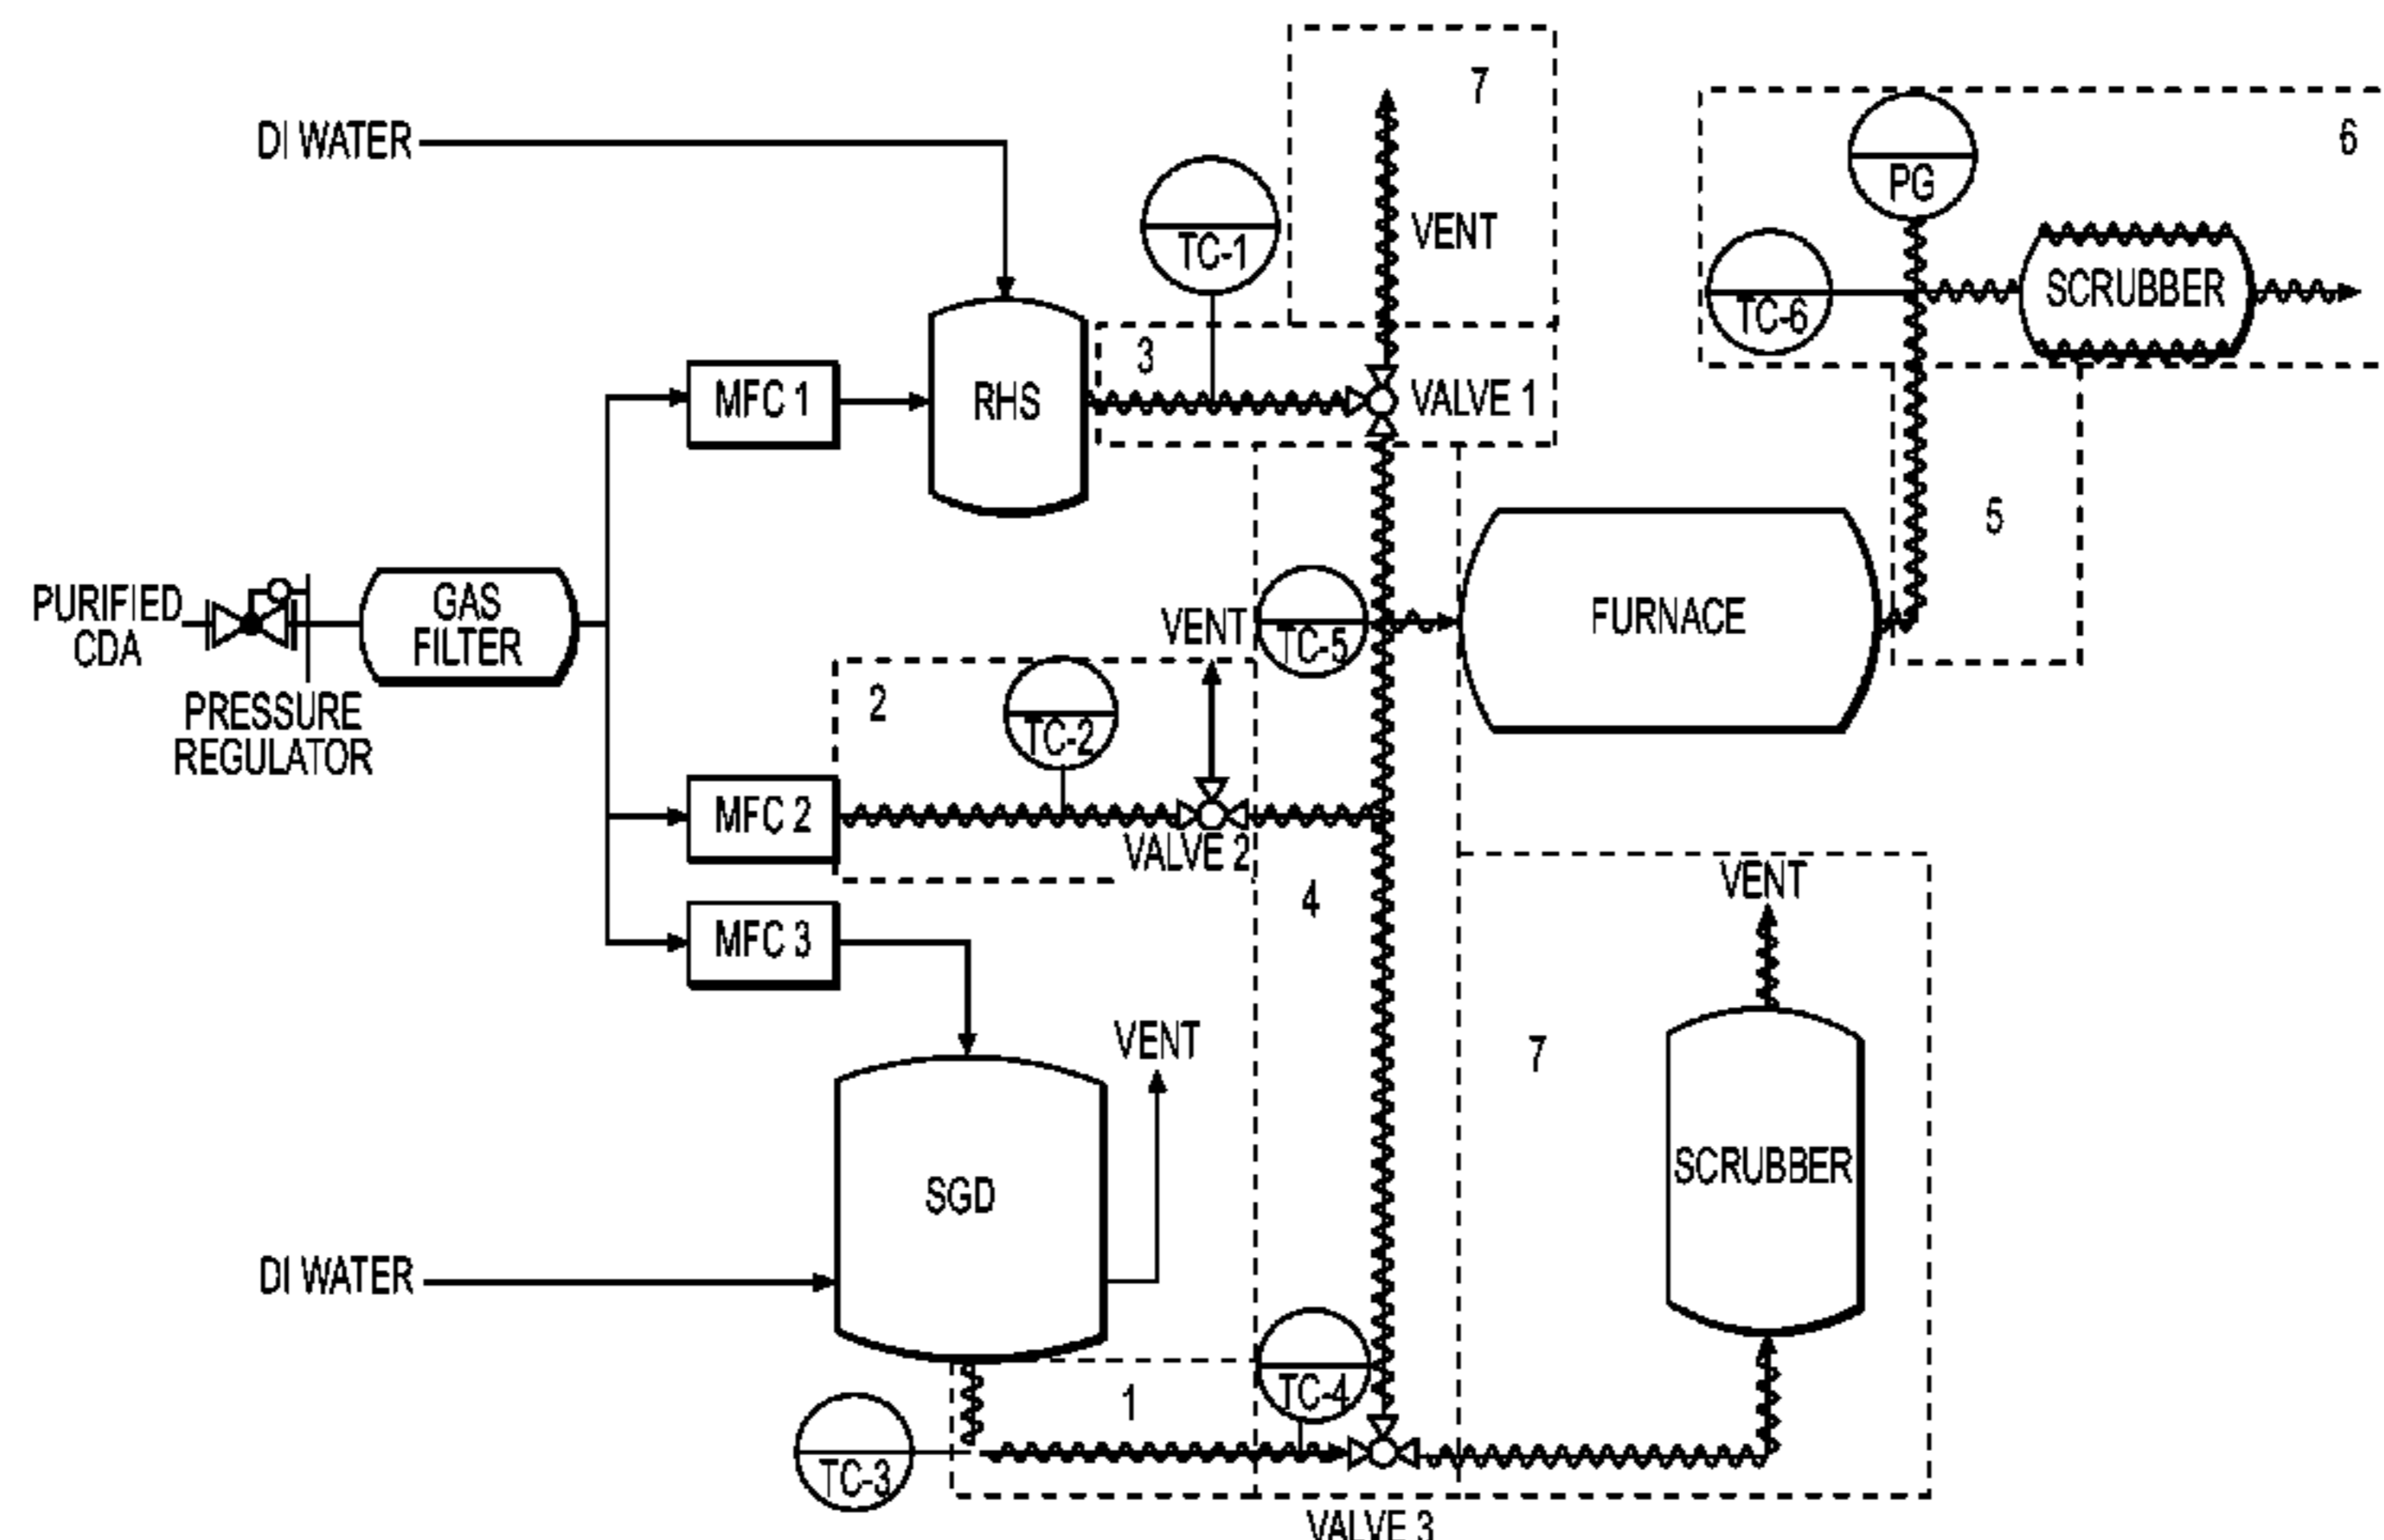 7
6
DI WATER
PG
VENT
TC-1
SCRUBBER
TC-6
3
MFC 1
RHS
VALVE 1
5
PURIFIED
CDA
GAS
FILTER
VENT
TC-5
FURNACE
PRESSURE
REGULATOR
2
TC-2
MFC 2
VALVE 2
4
VENT
MFC 3
VENT
7
SGD
SCRUBBER
DI WATER
1
TC-4
TC-3
VALVE 3